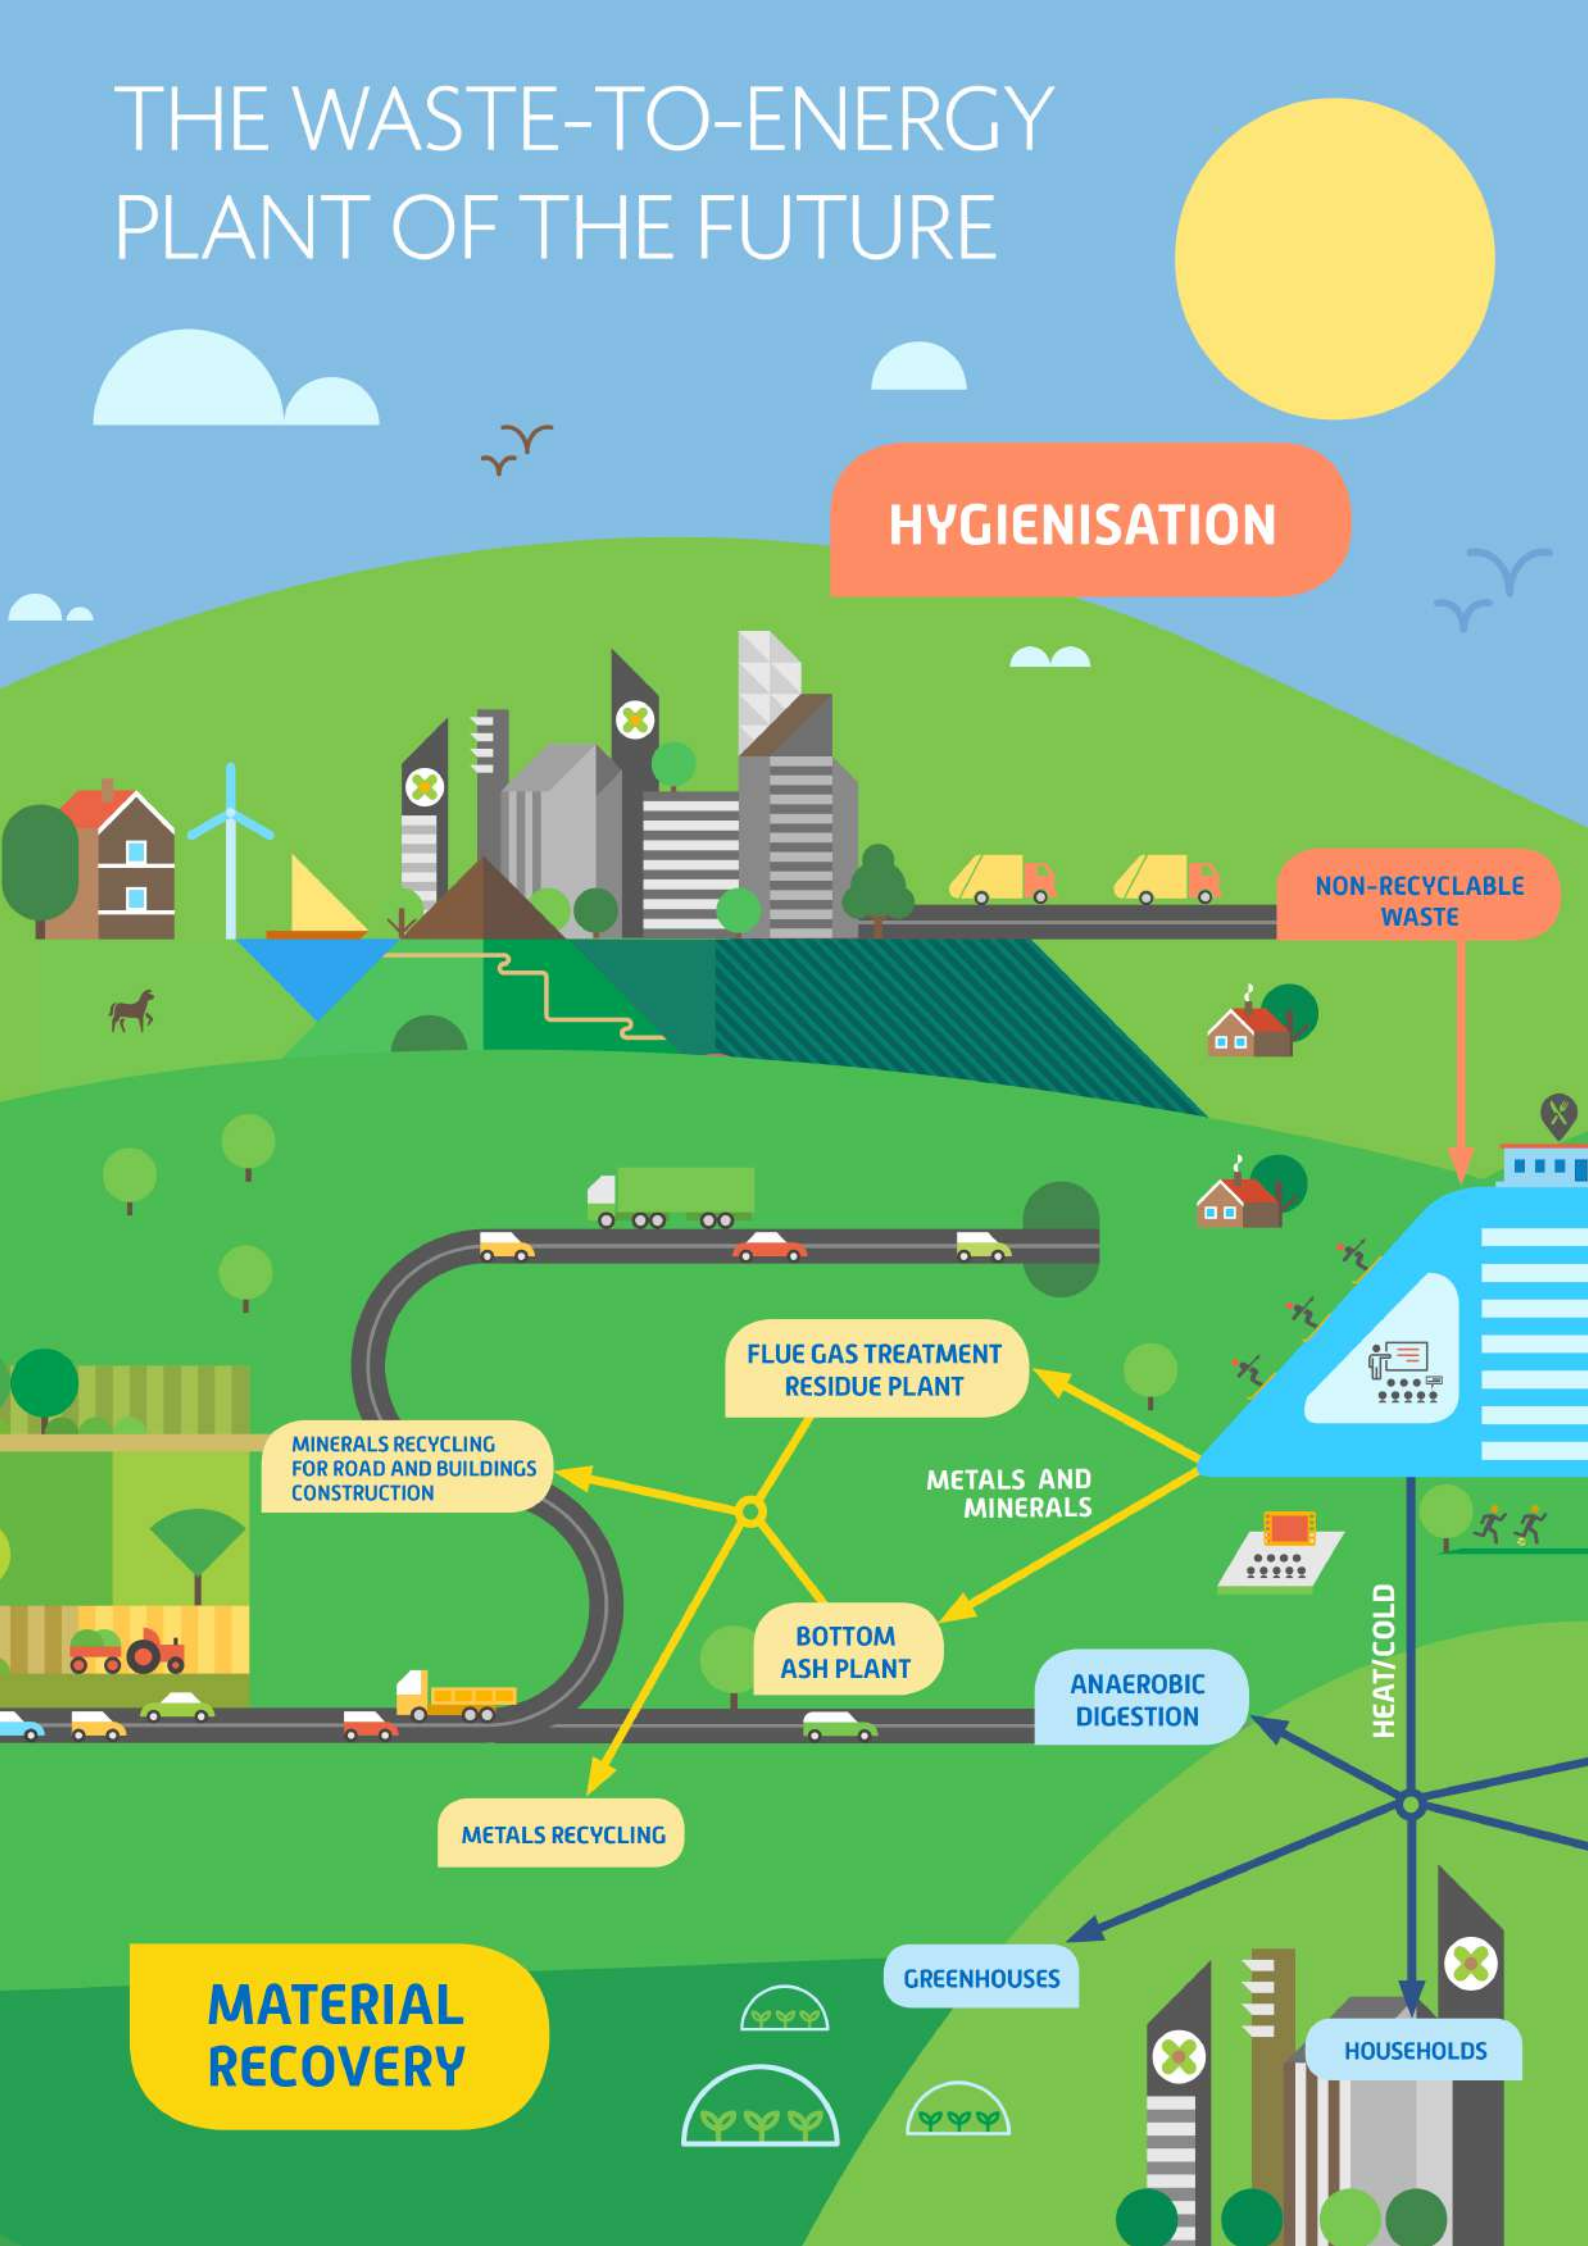 THE WASTE-TO-ENERGY
PLANT OF THE FUTURE
HYGIENISATION
NON-RECYCLABLE
WASTE
FLUE GAS TREATMENT
RESIDUE PLANT
MINERALS RECYCLING
FOR ROAD AND BUILDINGS
CONSTRUCTION
METALS AND
MINERALS
BOTTOM
ASH PLANT
HEAT/COLD
ANAEROBIC
DIGESTION
METALS RECYCLING
GREENHOUSES
MATERIAL
RECOVERY
HOUSEHOLDS